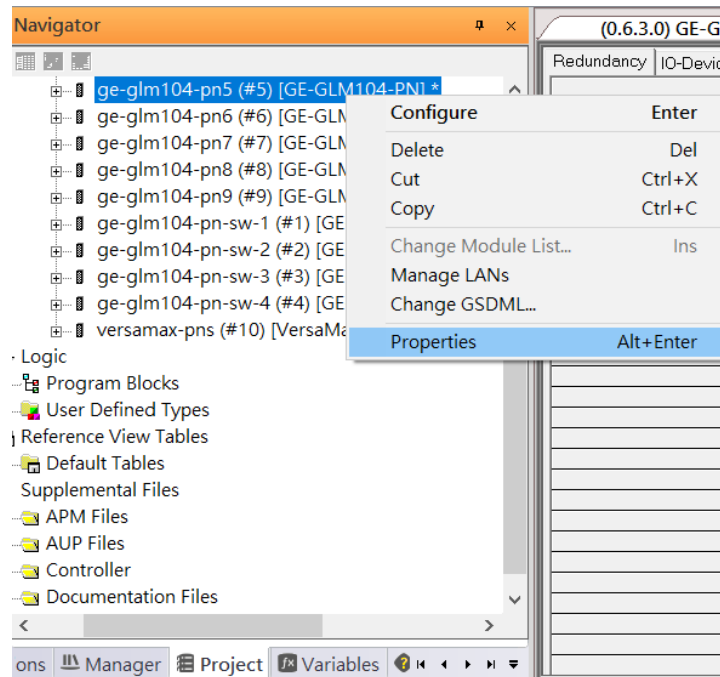 Navigator
(0.6.3.0) GE-G
Redundancy IO-Devic
ge-glm104-pn5 (#5) [GE-GLM104-PN] *
ge-glm104-pn6 (#6) [GE-GLM
ge-glm104-pn7 (#7) [GE-GLM
ge-glm104-pn8 (#8) [GE-GLM
ge-glm104-pn9 (#9) [GE-GLM
ge-glm104-pn-sw-1 (#1) [GE
ge-glm104-pn-sw-2 (#2) [GE
ge-glm104-pn-sw-3 (#3) [GE
ge-glm104-pn-sw-4 (#4) [GE
versamax-pns (#10) [VersaMa
Logic
Program Blocks
User Defined Types
Reference View Tables
Default Tables
Supplemental Files
APM Files
AUP Files
Controller
Documentation Files
Configure Enter
Delete Del
Cut Ctrl+X
Copy Ctrl+C
Change Module List... Ins
Manage LANs
Change GSDML...
Properties Alt+Enter
ons Manager Project Variables